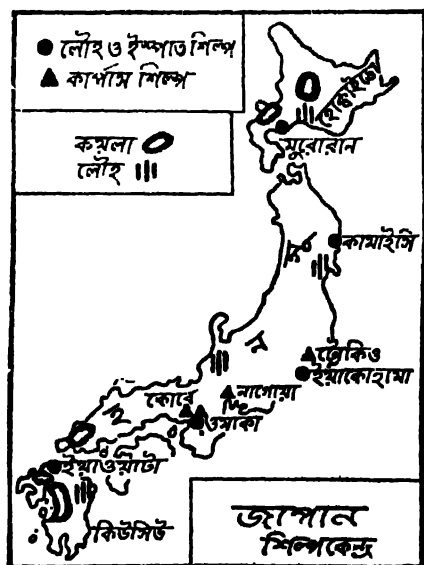 লৌহ ও ইস্পাত শিল্প
কার্পাস শিল্প
কয়লা
লৌহ
হোক্কাইডো
মুরোরান
কামাইসি
টোকিও
ইয়াকোহামা
নাগোয়া
কোবে
ওসাকা
ইয়াওয়াটা
কিউসিউ
জাপান
শিল্পকেন্দ্র